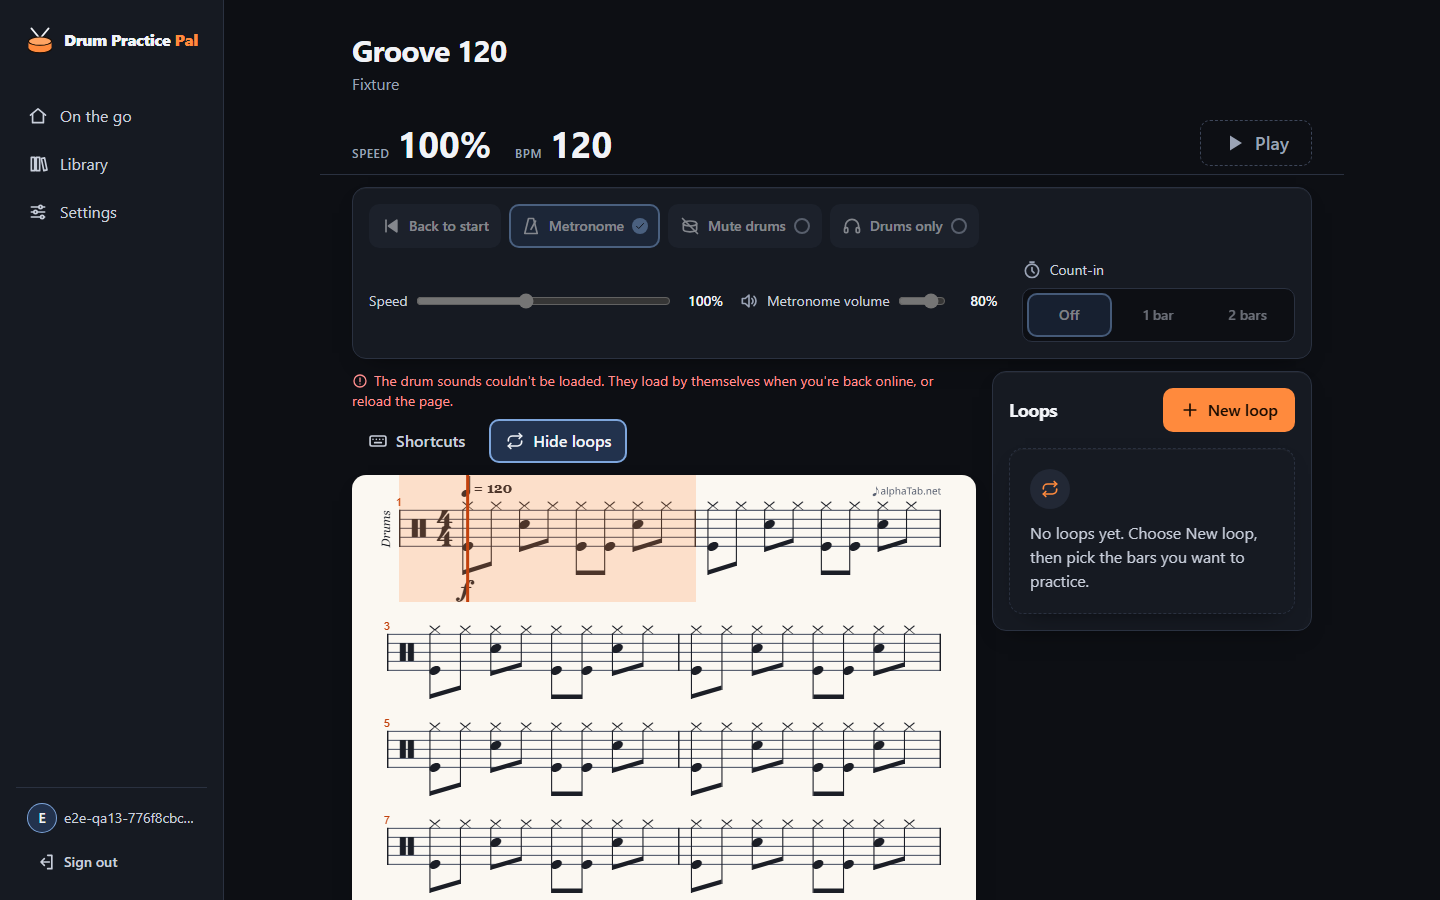 Drum Practice Pal
On the go
Library
Settings
e2e-qa13-776f8cbc...
E
Sign out
Groove 120
Fixture
SPEED 100% BPM 120
Play
Back to start
Metronome
Mute drums
Drums only
Count-in
Speed 100%
Metronome volume 80%
Off
1 bar
2 bars
The drum sounds couldn't be loaded. They load by themselves when you're back online, or
reload the page.
Shortcuts
Hide loops
Loops
New loop
No loops yet. Choose New loop,
then pick the bars you want to
practice.
= 120
alphaTab.net
1
Drums
4
4
f
3
5
7